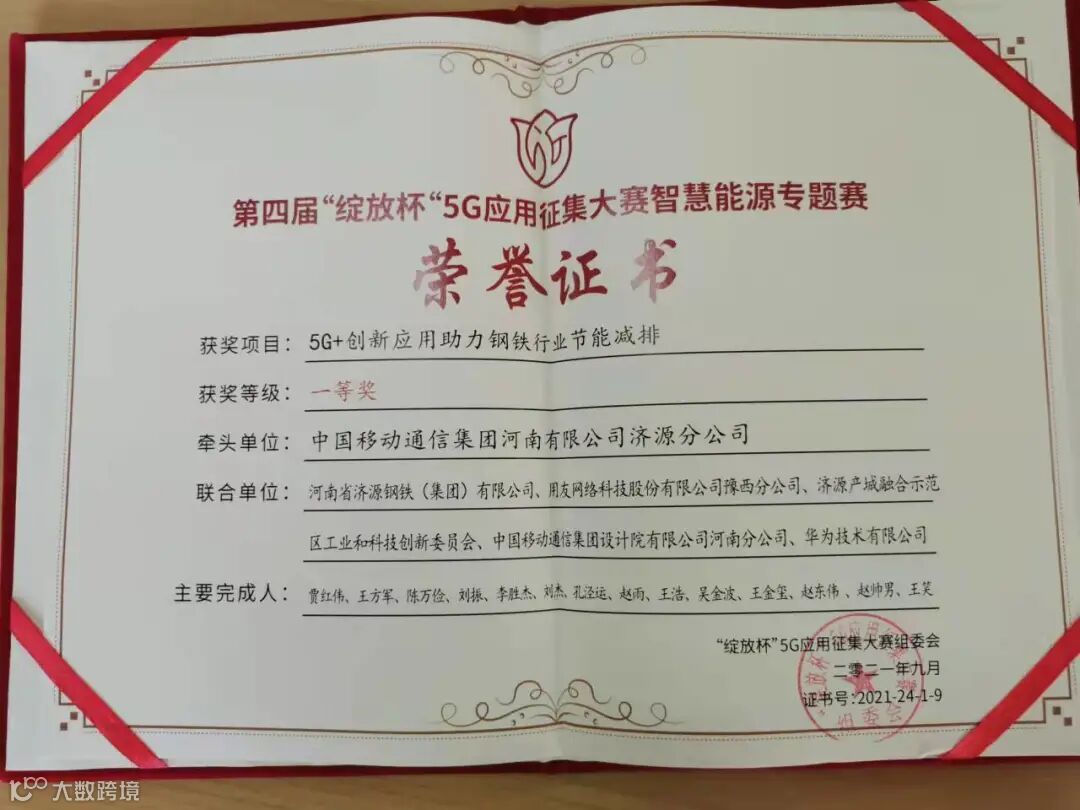 第四届“绽放杯“5G应用征集大赛智慧能源专题赛
荣誉证书
获奖项目：5G+创新应用助力钢铁行业节能减排
获奖等级：一等奖
牵头单位：中国移动通信集团河南有限公司济源分公司
联合单位：河南省济源钢铁（集团）有限公司、用友网络科技股份有限公司豫西分公司、济源产城融合示范
区工业和科技创新委员会、中国移动通信集团设计院有限公司河南分公司、华为技术有限公司
主要完成人：贾红伟、王方军、陈万俭、刘振、李胜杰、刘杰、孔泾运、赵雨、王浩、吴金波、王金玺、赵东伟、赵帅男、王笑
“绽放杯”5G应用征集大赛组委会
二零二一年九月
证书号：2021-24-1-9
大数跨境